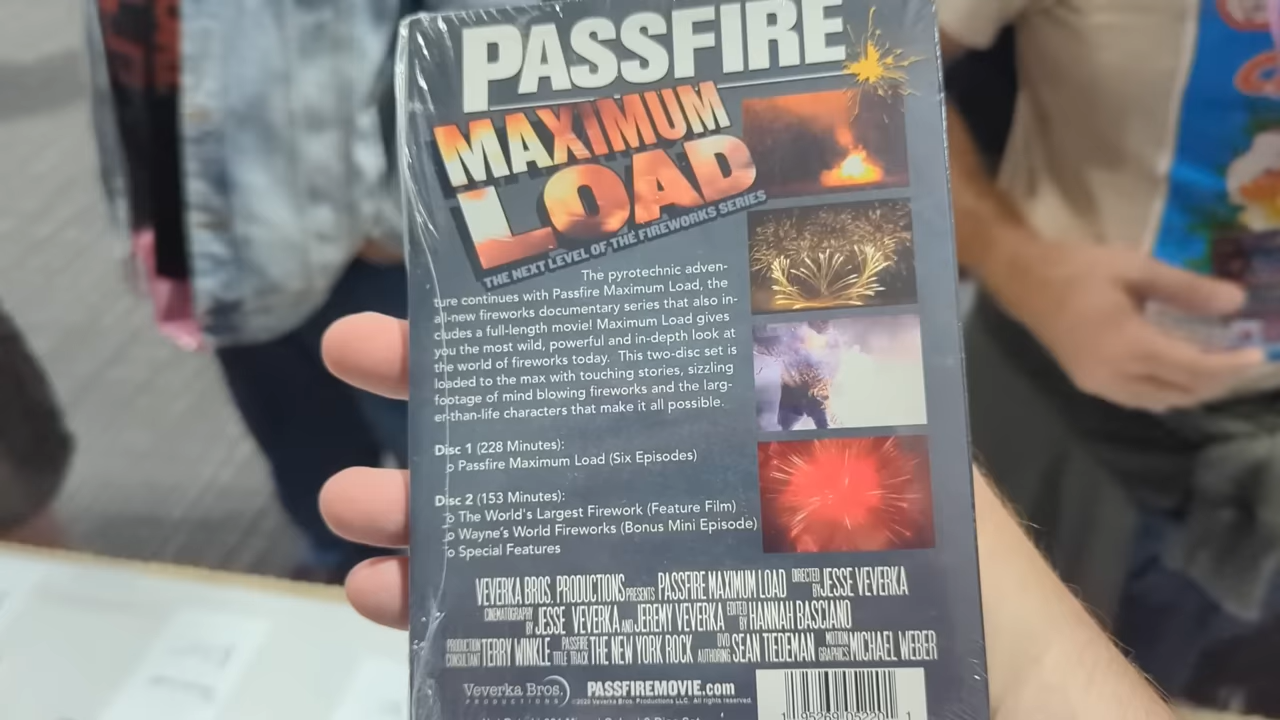 PASSFIRE
MAXIMUM
LOAD
THE NEXT LEVEL OF THE FIREWORKS SERIES
The pyrotechnic adven-
ture continues with Passfire Maximum Load, the
all-new fireworks documentary series that also in-
cludes a full-length movie! Maximum Load gives
you the most wild, powerful and in-depth look at
the world of fireworks today. This two-disc set is
loaded to the max with touching stories, sizzling
footage of mind blowing fireworks and the larg-
er-than-life characters that make it all possible.
Disc 1 (228 Minutes):
o Passfire Maximum Load (Six Episodes)
Disc 2 (153 Minutes):
o The World's Largest Firework (Feature Film)
o Wayne's World Fireworks (Bonus Mini Episode)
o Special Features
VEVERKA BROS. PRODUCTIONS PRESENTS PASSFIRE MAXIMUM LOAD DIRECTED BY JESSE VEVERKA
CINEMATOGRAPHY BY JESSE VEVERKA AND JEREMY VEVERKA EDITED BY HANNAH BASCIANO
PRODUCTION CONSULTANT TERRY WINKLE PASSFIRE TITLE TRACK THE NEW YORK ROCK DVD AUTHORING SEAN TIEDEMAN MOTION GRAPHICS MICHAEL WEBER
Veverka Bros. PASSFIREMOVIE.com
PRODUCTIONS ©2020 Veverka Bros. Productions LLC. All rights reserved.